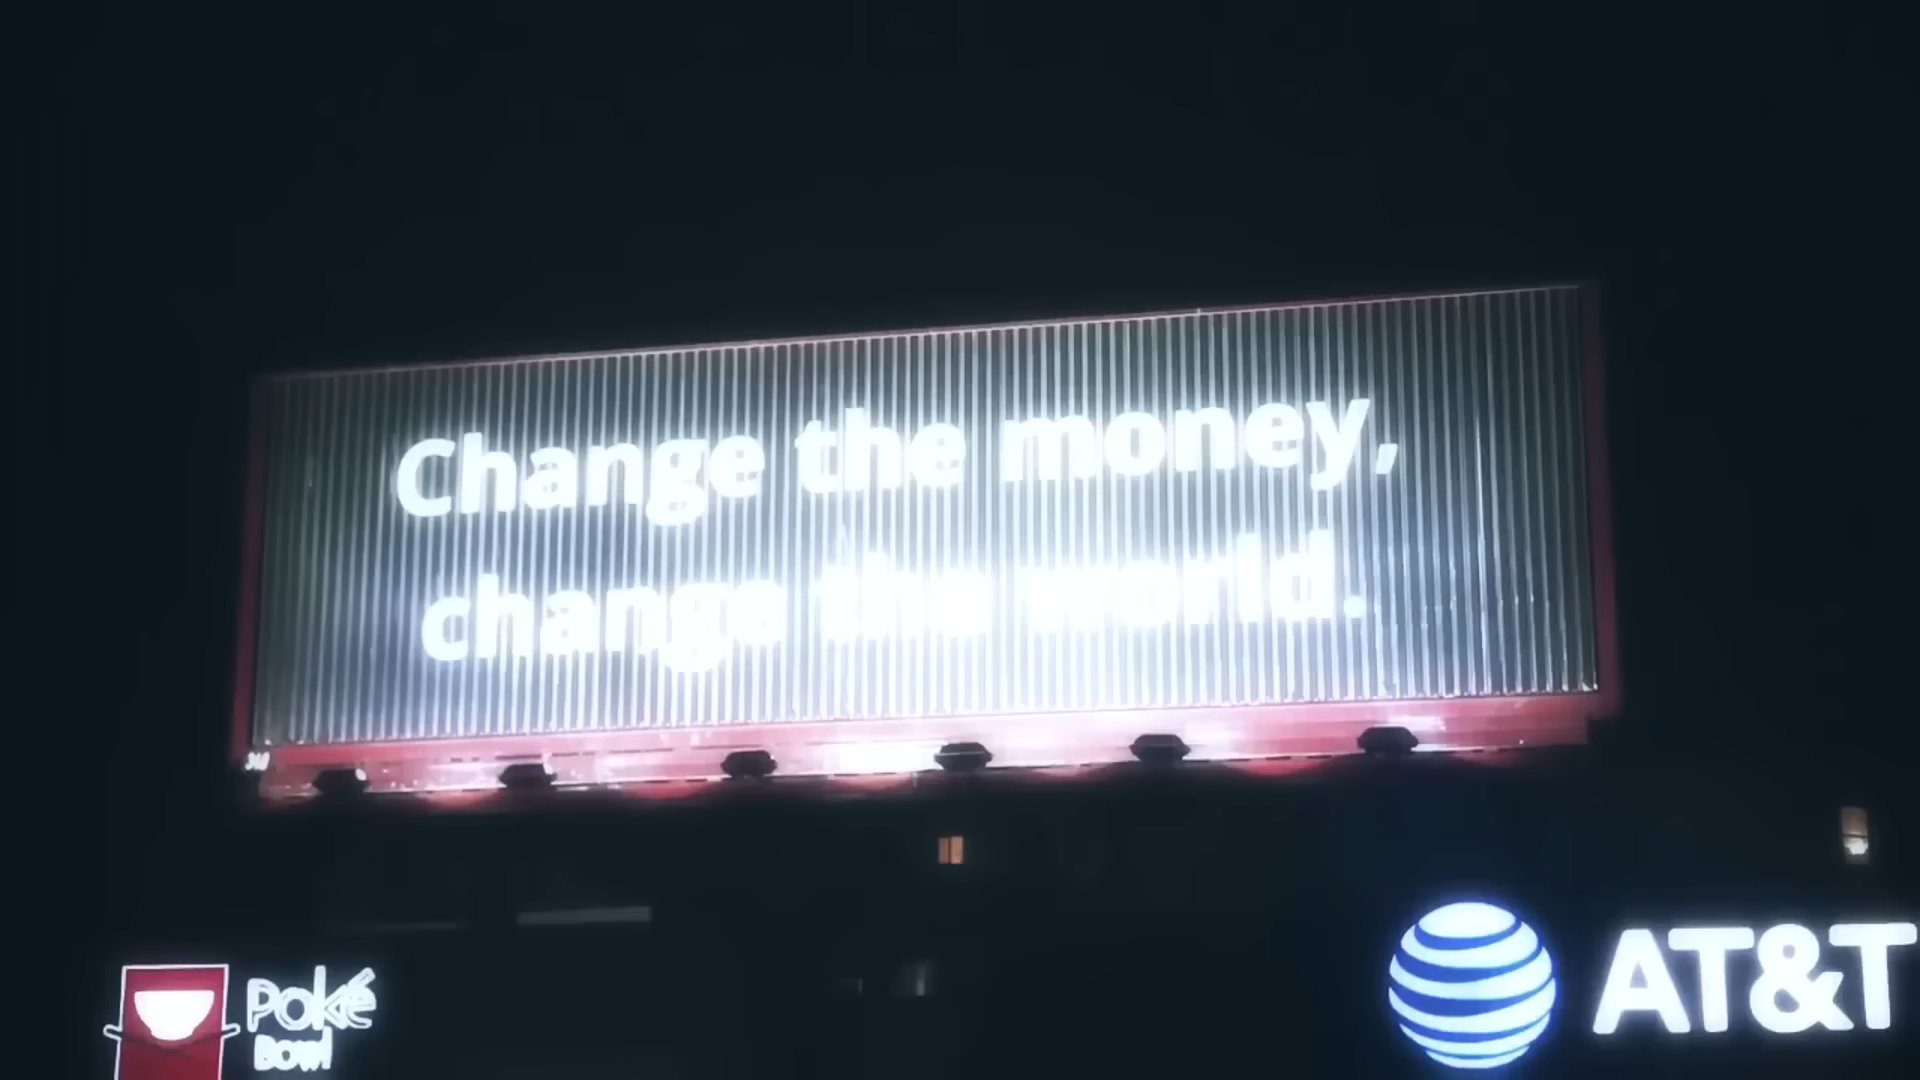 Change the money,
change the world.
Poké
Bowl
AT&T